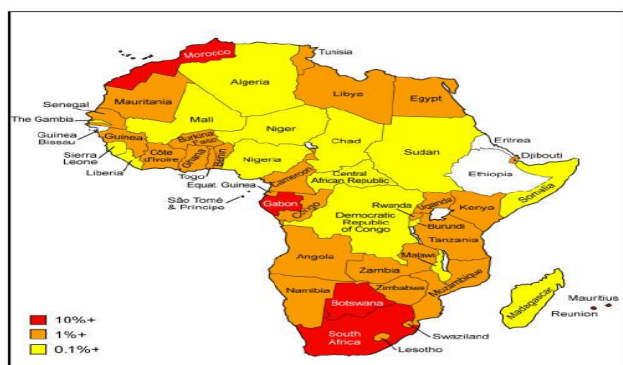 Morocco
Tunisia
Algeria
Libye
Egypt
Mauritania
Senegal
The Gambia
Mali
Niger
Chad
Sudan
Eritrea
Djibouti
Guinea
Bissau
Guinea
Burkina
Faso
Sierra
Leone
Côte
d'Ivoire
Ghana
Benin
Nigeria
Ethiopia
Somalia
Liberia
Togo
Cameroon
Central
African Republic
Equat. Guinea
São Tomé
& Príncipe
Gabon
Congo
Democratic
Republic
of Congo
Rwanda
Uganda
Kenya
Burundi
Tanzania
Angola
Malawi
Zambia
Mozambique
Zimbabwe
Namibia
Botswana
Madagascar
Mauritius
Reunion
South
Africa
Swaziland
Lesotho
10%+
1%+
0.1%+